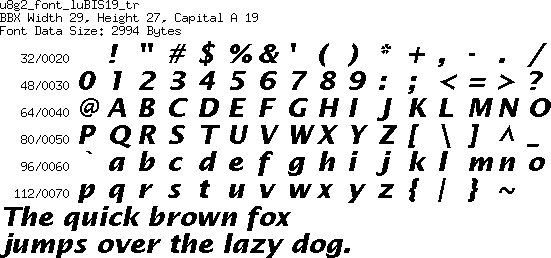 u8g2_font_luBIS19_tr
BBX Width 29, Height 27, Capital A 19
Font Data Size: 2994 Bytes
32/0020 ! " # $ % & ' ( ) * + , - . /
48/0030 0 1 2 3 4 5 6 7 8 9 : ; < = > ?
64/0040 @ A B C D E F G H I J K L M N O
80/0050 P Q R S T U V W X Y Z [ \ ] ^ _
96/0060 ` a b c d e f g h i j k l m n o
112/0070 p q r s t u v w x y z { | } ~
The quick brown fox
jumps over the lazy dog.